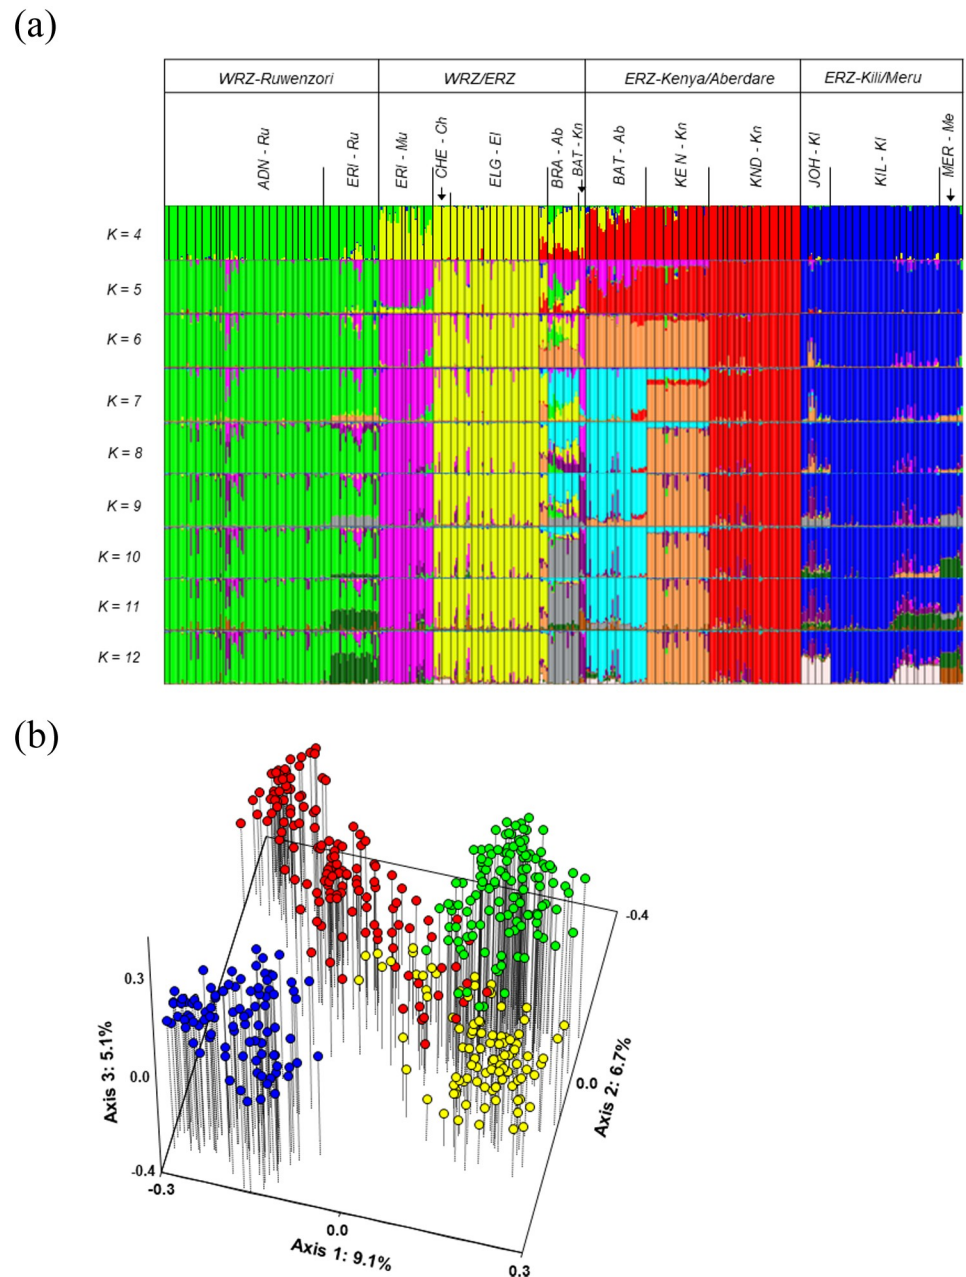 (a)
WRZ-Ruwenzori WRZ/ERZ ERZ-Kenya/Aberdare ERZ-Kili/Meru
ADN - Ru ERI - Ru ERI - Mu CHE - Ch ELG - El BRA - Ab BAT - Kn BAT - Ab KEN - Kn KND - Kn JOH - KI KIL - KI MER - Me
K = 4
K = 5
K = 6
K = 7
K = 8
K = 9
K = 10
K = 11
K = 12
(b)
-0.4
0.3
0.0
-0.4
Axis 3: 5.1%
0.0
Axis 2: 6.7%
-0.3
0.0
Axis 1: 9.1%
0.3